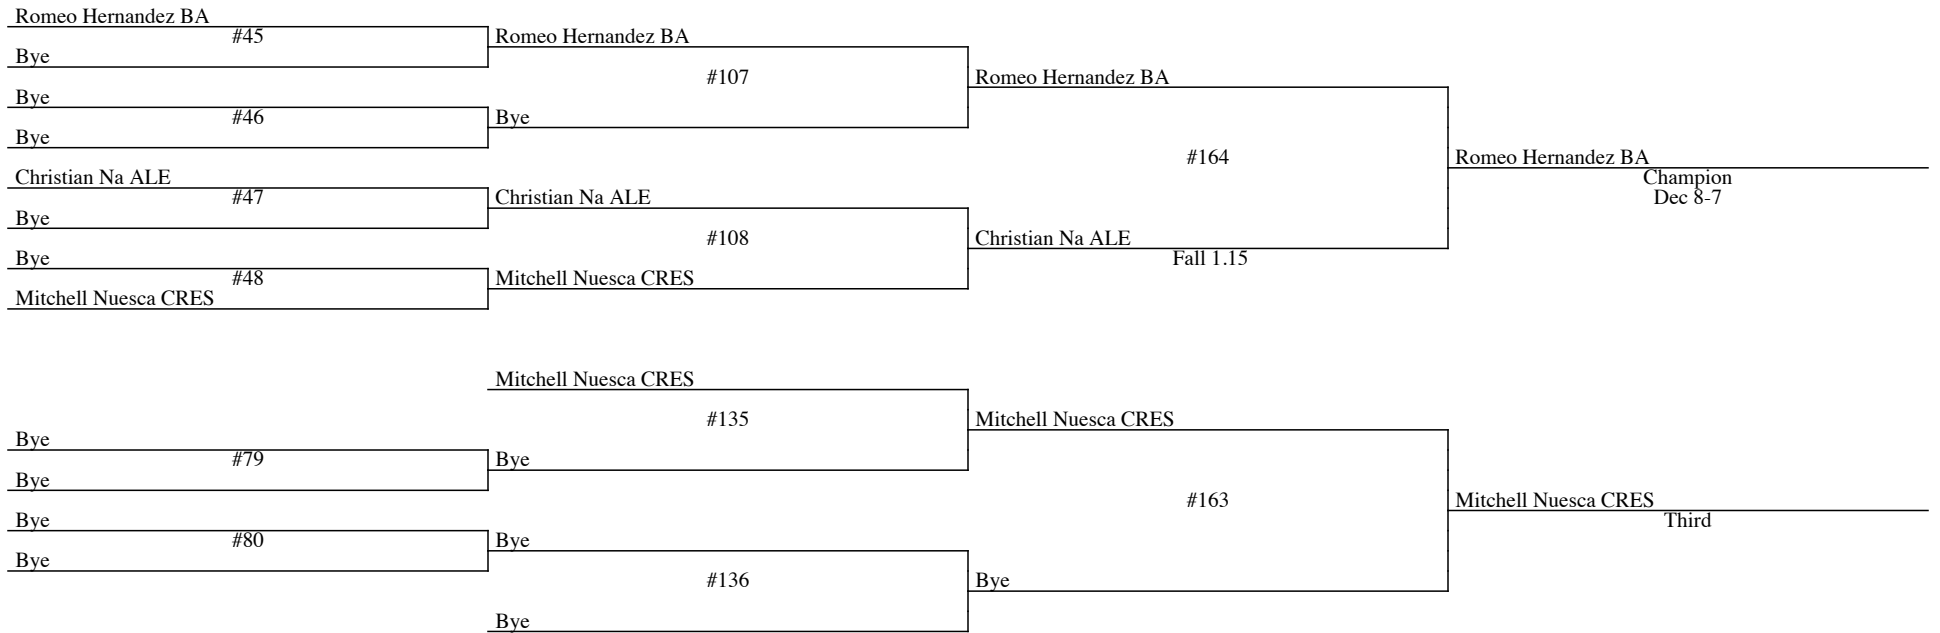 Romeo Hernandez BA
#45
Romeo Hernandez BA
Bye
#107
Romeo Hernandez BA
Bye
#46
Bye
Bye
#164
Romeo Hernandez BA
Champion
Dec 8-7
Christian Na ALE
#47
Christian Na ALE
Bye
#108
Christian Na ALE
Fall 1.15
Bye
#48
Mitchell Nuesca CRES
Mitchell Nuesca CRES
Mitchell Nuesca CRES
#135
Mitchell Nuesca CRES
Bye
#79
Bye
Bye
#163
Mitchell Nuesca CRES
Third
Bye
#80
Bye
Bye
#136
Bye
Bye